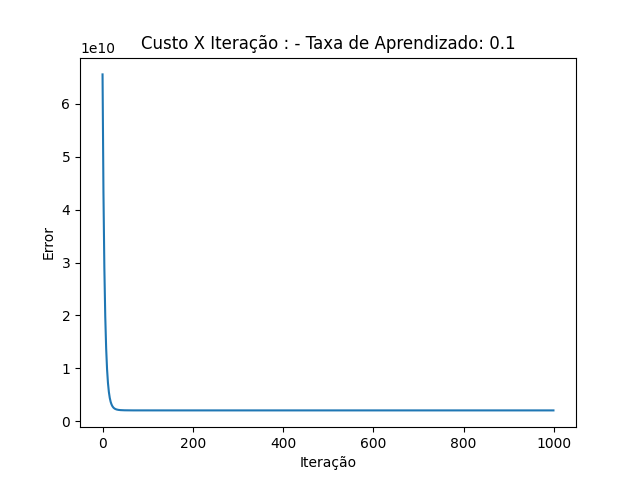 Custo X Iteração : - Taxa de Aprendizado: 0.1
1e10
6
5
4
3
2
1
0
Error
0 200 400 600 800 1000
Iteração